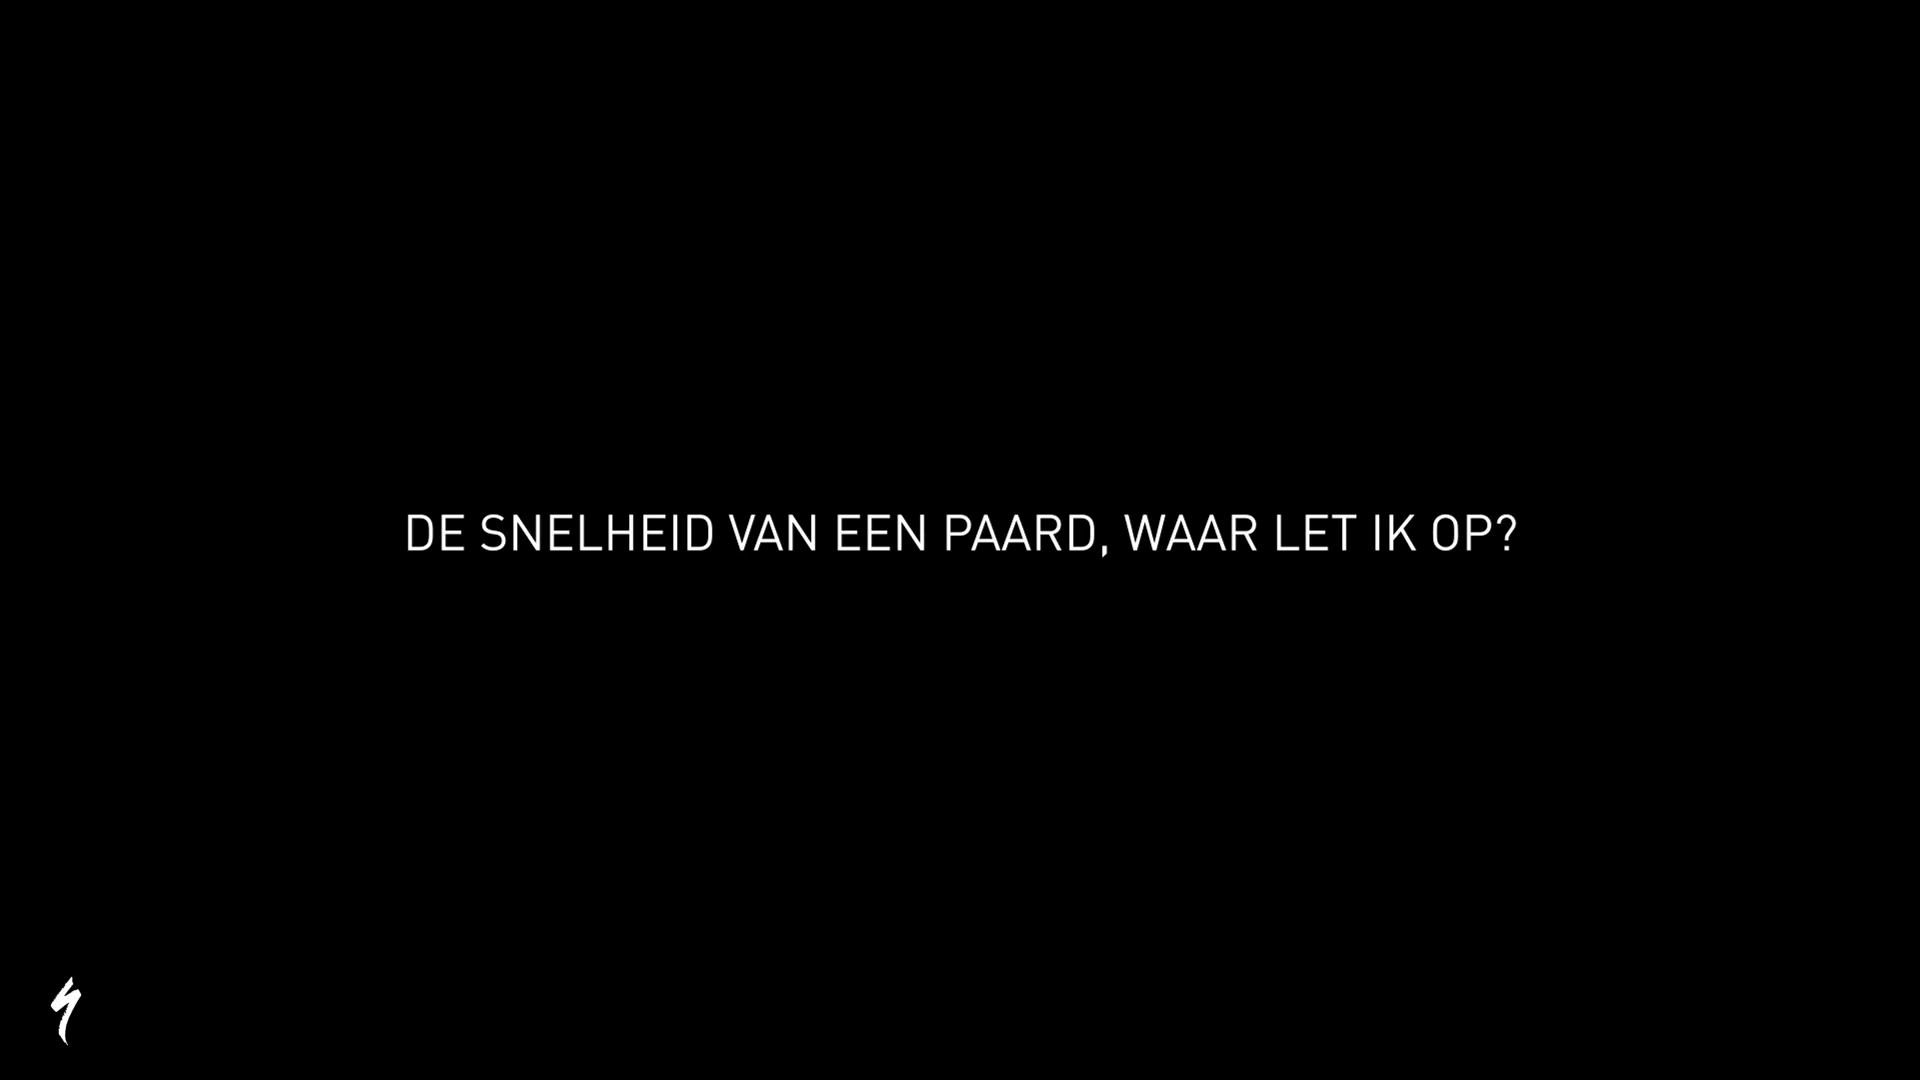 DE SNELHEID VAN EEN PAARD, WAAR LET IK OP?